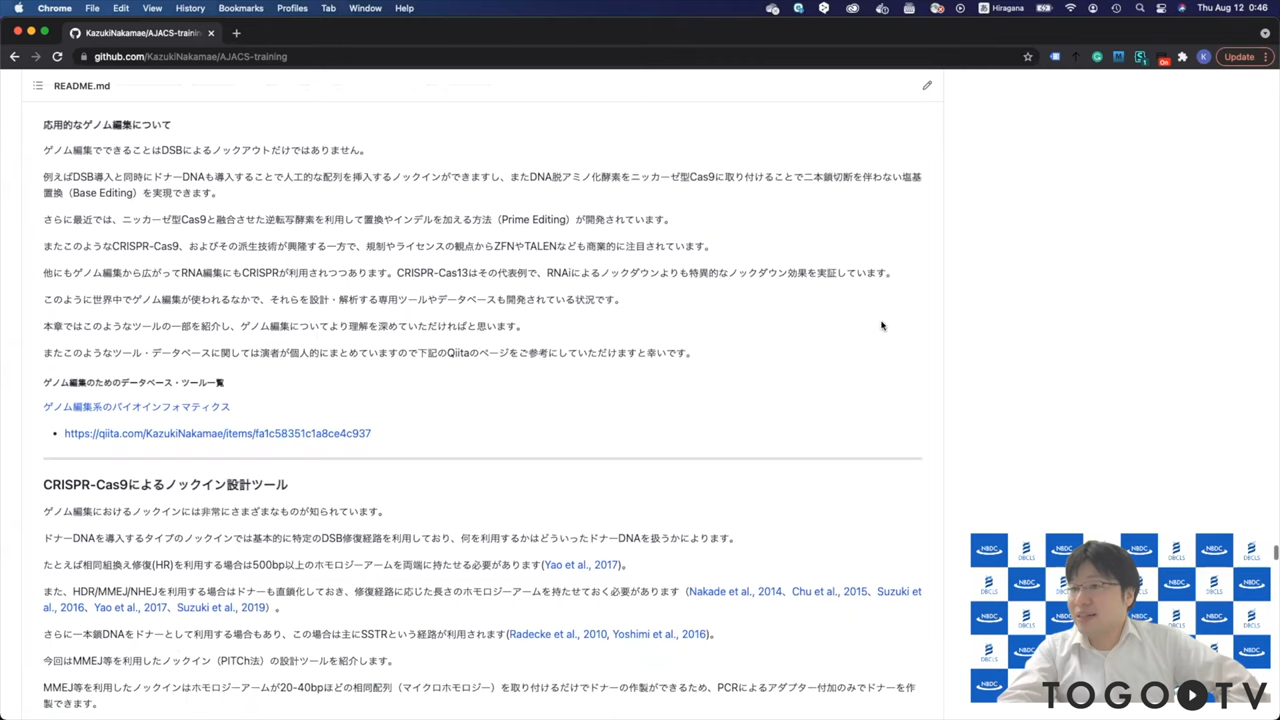 Chrome File Edit View History Bookmarks Profiles Tab Window Help Hiragana Thu Aug 12 0:46
KazukiNakamae/AJACS-trainin
github.com/KazukiNakamae/AJACS-training Update
README.md
応用的なゲノム編集について
ゲノム編集でできることはDSBによるノックアウトだけではありません。
例えばDSB導入と同時にドナーDNAも導入することで人工的な配列を挿入するノックインができますし、またDNA脱アミノ化酵素をニッカーゼ型Cas9に取り付けることで二本鎖切断を伴わない塩基
置換（Base Editing）を実現できます。
さらに最近では、ニッカーゼ型Cas9と融合させた逆転写酵素を利用して置換やインデルを加える方法（Prime Editing）が開発されています。
またこのようなCRISPR-Cas9、およびその派生技術が興隆する一方で、規制やライセンスの観点からZFNやTALENなども商業的に注目されています。
他にもゲノム編集から広がってRNA編集にもCRISPRが利用されつつあります。CRISPR-Cas13はその代表例で、RNAiによるノックダウンよりも特異的なノックダウン効果を実証しています。
このように世界中でゲノム編集が使われるなかで、それらを設計・解析する専用ツールやデータベースも開発されている状況です。
本章ではこのようなツールの一部を紹介し、ゲノム編集についてより理解を深めていただければと思います。
またこのようなツール・データベースに関しては演者が個人的にまとめていますので下記のQiitaのページをご参考にしていただけますと幸いです。
ゲノム編集のためのデータベース・ツール一覧
ゲノム編集系のバイオインフォマティクス
• https://qiita.com/KazukiNakamae/items/fa1c58351c1a8ce4c937
CRISPR-Cas9によるノックイン設計ツール
ゲノム編集におけるノックインには非常にさまざまなものが知られています。
ドナーDNAを導入するタイプのノックインでは基本的に特定のDSB修復経路を利用しており、何を利用するかはどういったドナーDNAを扱うかによります。
たとえば相同組換え修復(HR)を利用する場合は500bp以上のホモロジーアームを両端に持たせる必要があります(Yao et al., 2017)。
また、HDR/MMEJ/NHEJを利用する場合はドナーも直鎖化しておき、修復経路に応じた長さのホモロジーアームを持たせておく必要があります（Nakade et al., 2014、Chu et al., 2015、Suzuki et
al., 2016、Yao et al., 2017、Suzuki et al., 2019）。
さらに一本鎖DNAをドナーとして利用する場合もあり、この場合は主にSSTRという経路が利用されます(Radecke et al., 2010, Yoshimi et al., 2016)。
今回はMMEJ等を利用したノックイン（PITCh法）の設計ツールを紹介します。
MMEJ等を利用したノックインはホモロジーアームが20-40bpほどの相同配列（マイクロホモロジー）を取り付けるだけでドナーの作製ができるため、PCRによるアダプター付加のみでドナーを作
製できます。
NBDC DBCLS
TOGO TV